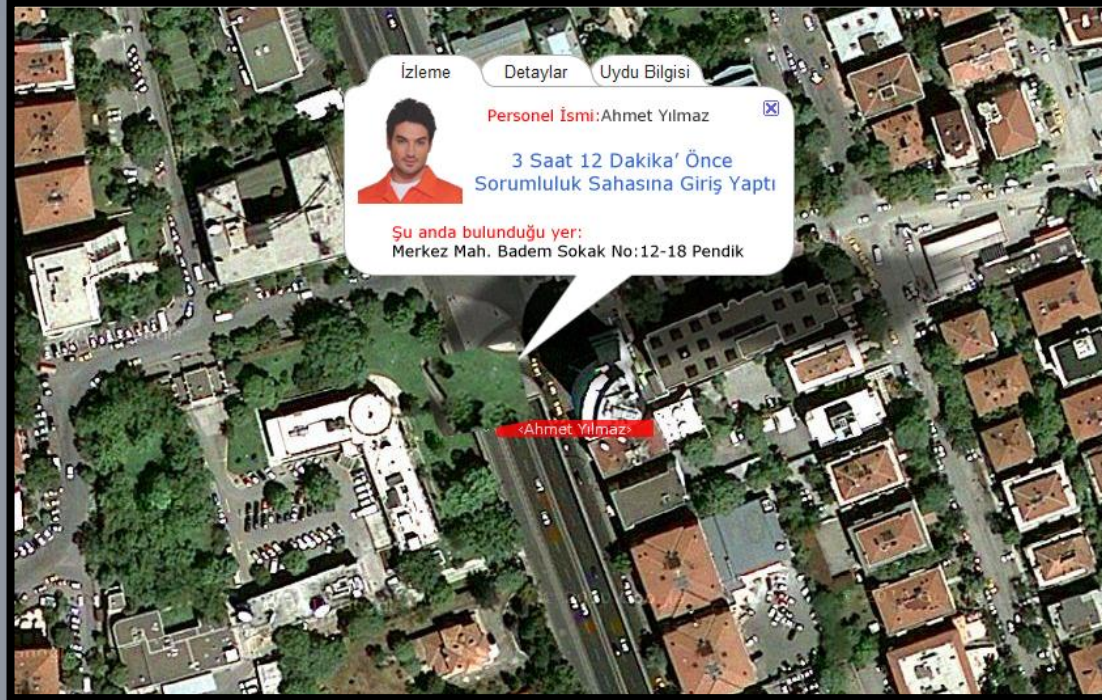 İzleme
Detaylar
Uydu Bilgisi
Personel İsmi:Ahmet Yılmaz
3 Saat 12 Dakika’ Önce
Sorumluluk Sahasına Giriş Yaptı
Şu anda bulunduğu yer:
Merkez Mah. Badem Sokak No:12-18 Pendik
<Ahmet Yılmaz>